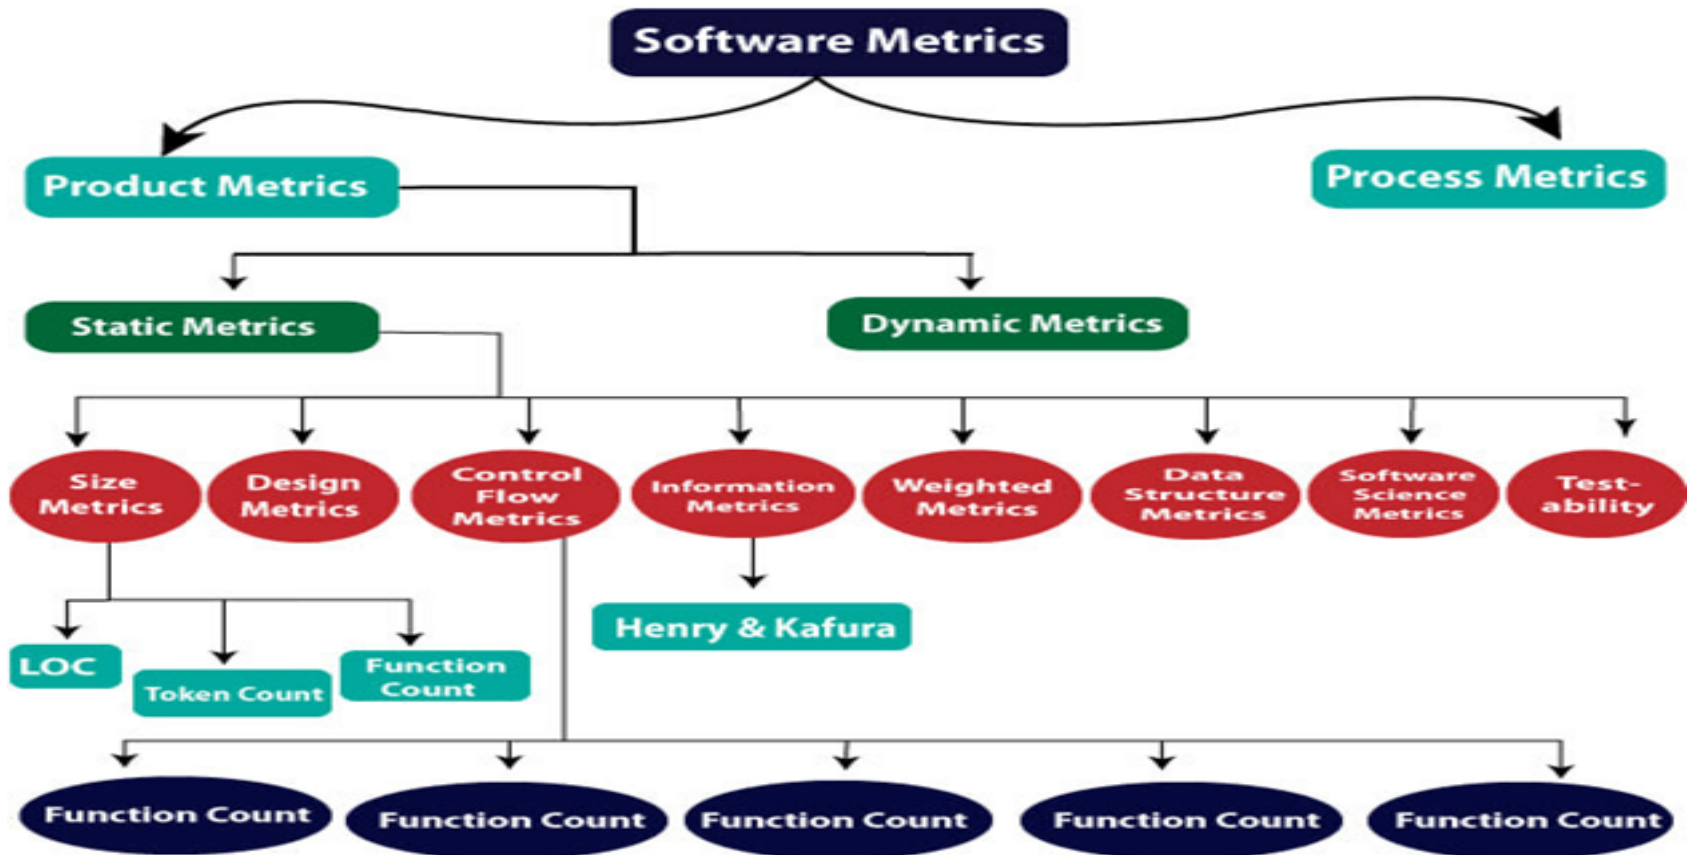 Software Metrics
Product Metrics
Process Metrics
Static Metrics
Dynamic Metrics
Size
Metrics
Design
Metrics
Control
Flow
Metrics
Information
Metrics
Weighted
Metrics
Data
Structure
Metrics
Software
Science
Metrics
Test-
ability
Henry & Kafura
LOC
Token Count
Function
Count
Function Count
Function Count
Function Count
Function Count
Function Count